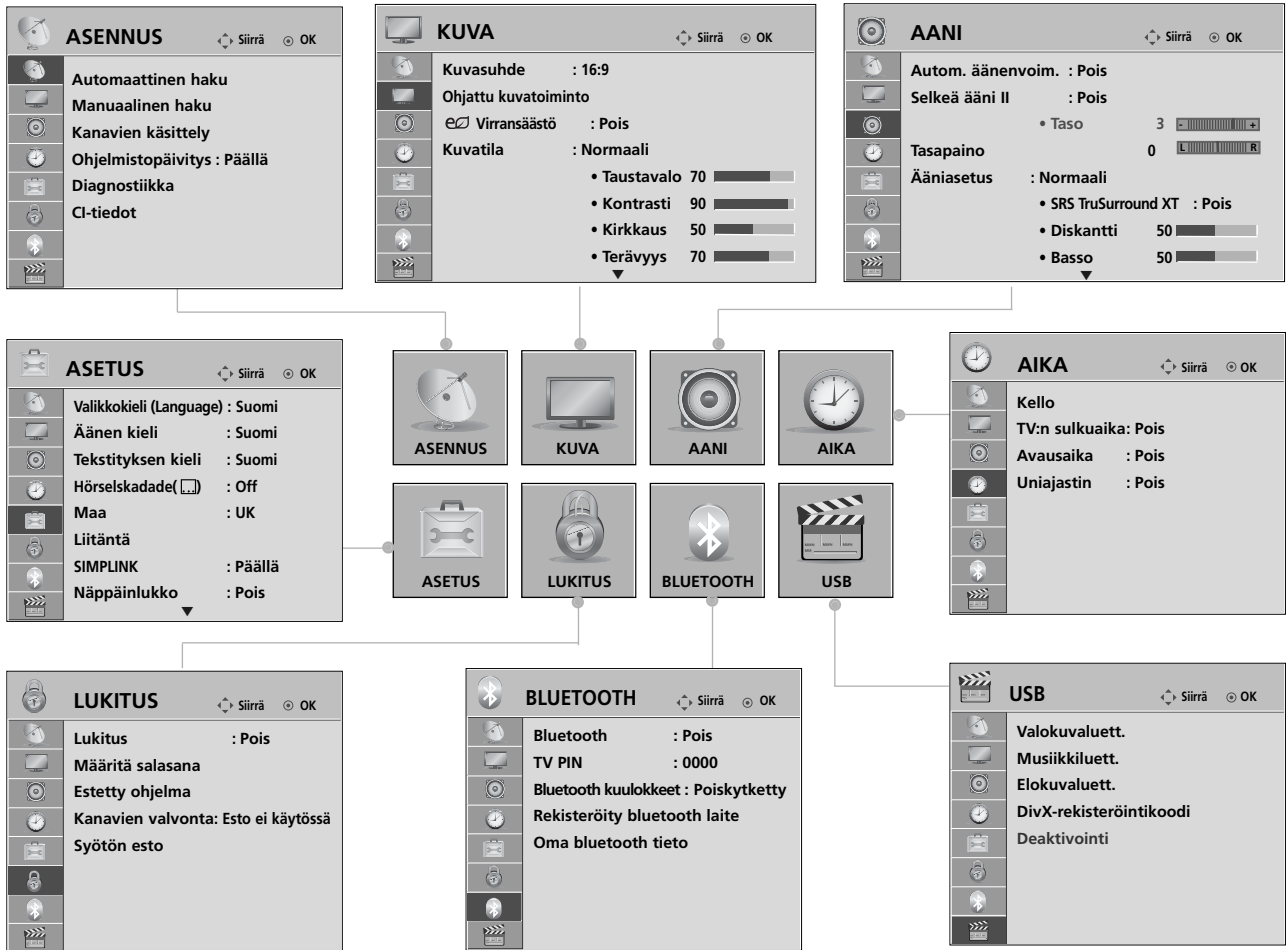 ASENNUS Siirrä OK
Automaattinen haku
Manuaalinen haku
Kanavien käsittely
Ohjelmistopäivitys : Päällä
Diagnostiikka
CI-tiedot
KUVA Siirrä OK
Kuvasuhde : 16:9
Ohjattu kuvatoiminto
Virransäästö : Pois
Kuvatila : Normaali
• Taustavalo 70
• Kontrasti 90
• Kirkkaus 50
• Terävyys 70
AANI Siirrä OK
Autom. äänenvoim. : Pois
Selkeä ääni II : Pois
• Taso 3 - +
Tasapaino 0 L R
Ääniasetus : Normaali
• SRS TruSurround XT : Pois
• Diskantti 50
• Basso 50
ASETUS Siirrä OK
Valikkokieli (Language) : Suomi
Äänen kieli : Suomi
Tekstityksen kieli : Suomi
Hörselskadade( ) : Off
Maa : UK
Liitäntä
SIMPLINK : Päällä
Näppäinlukko : Pois
ASENNUS
KUVA
AANI
AIKA
ASETUS
LUKITUS
BLUETOOTH
USB
AIKA Siirrä OK
Kello
TV:n sulkuaika: Pois
Avausaika : Pois
Uniajastin : Pois
LUKITUS Siirrä OK
Lukitus : Pois
Määritä salasana
Estetty ohjelma
Kanavien valvonta: Esto ei käytössä
Syötön esto
BLUETOOTH Siirrä OK
Bluetooth : Pois
TV PIN : 0000
Bluetooth kuulokkeet : Poiskytketty
Rekisteröity bluetooth laite
Oma bluetooth tieto
USB Siirrä OK
Valokuvaluett.
Musiikkiluett.
Elokuvaluett.
DivX-rekisteröintikoodi
Deaktivointi